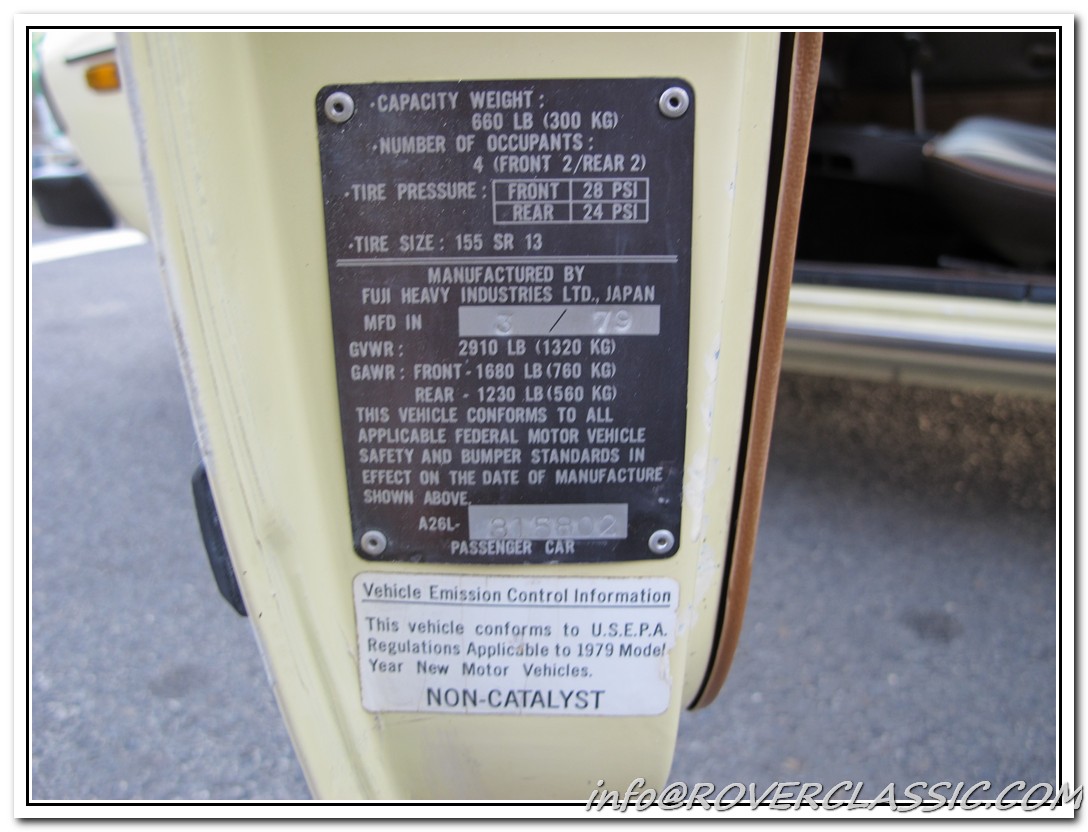 ·CAPACITY WEIGHT:
660 LB (300 KG)
·NUMBER OF OCCUPANTS:
4 (FRONT 2/REAR 2)
·TIRE PRESSURE: FRONT 28 PSI
REAR 24 PSI
·TIRE SIZE: 155 SR 13
MANUFACTURED BY
FUJI HEAVY INDUSTRIES LTD., JAPAN
MFD IN 3 / 79
GVWR: 2910 LB (1320 KG)
GAWR: FRONT-1680 LB (760 KG)
REAR - 1230 LB (560 KG)
THIS VEHICLE CONFORMS TO ALL
APPLICABLE FEDERAL MOTOR VEHICLE
SAFETY AND BUMPER STANDARDS IN
EFFECT ON THE DATE OF MANUFACTURE
SHOWN ABOVE.
A26L- 815802
PASSENGER CAR
Vehicle Emission Control Information
This vehicle conforms to U.S.E.P.A.
Regulations Applicable to 1979 Model
Year New Motor Vehicles.
NON-CATALYST
info@ROVERCLASSIC.COM